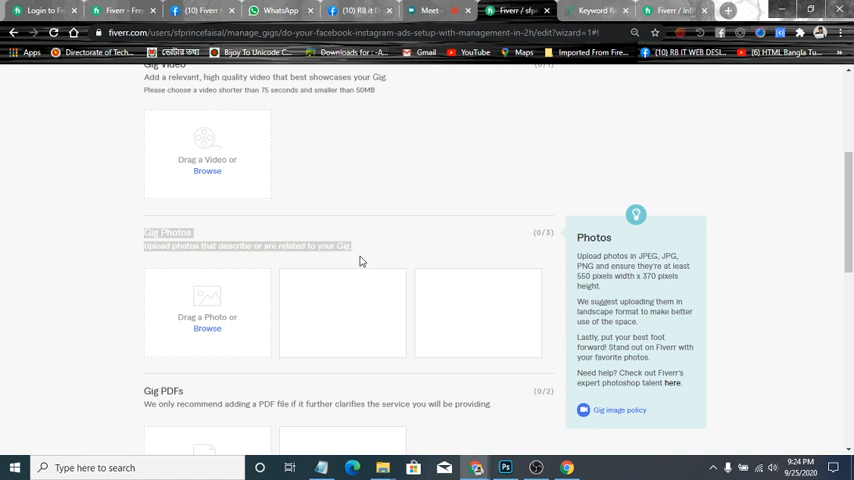 Login to Fi
Fiverr - Fre
(10) Fiverr
WhatsApp
(10) RB it D
Meet -
Fiverr / sfp
Keyword R
Fiverr / Int
fiverr.com/users/sfprincefaisal/manage_gigs/do-your-facebook-instagram-ads-setup-with-management-in-2h/edit?wizard=1#!
Apps
Directorate of Tech...
ভোটার তথ্য
Bijoy To Unicode C...
Downloads for : -A...
Gmail
YouTube
Maps
Imported From Fire...
(10) RB IT WEB DESI...
(5) HTML Bangla Tu...
Gig Video
(0/1)
Add a relevant, high quality video that best showcases your Gig.
Please choose a video shorter than 75 seconds and smaller than 50MB
Drag a Video or
Browse
Gig Photos
(0/3)
Upload photos that describe or are related to your Gig.
Drag a Photo or
Browse
Photos
Upload photos in JPEG, JPG,
PNG and ensure they're at least
550 pixels width x 370 pixels
height.
We suggest uploading them in
landscape format to make better
use of the space.
Lastly, put your best foot
forward! Stand out on Fiverr with
your favorite photos.
Need help? Check out Fiverr's
expert photoshop talent here.
Gig image policy
Gig PDFs
(0/2)
We only recommend adding a PDF file if it further clarifies the service you will be providing.
Type here to search
9:24 PM
9/25/2020